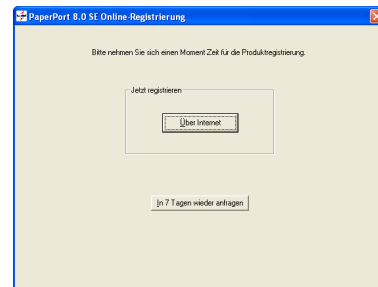 PaperPort 8.0 SE Online-Registrierung
Bitte nehmen Sie sich einen Moment Zeit für die Produktregistrierung.
Jetzt registrieren
Über Internet
In 7 Tagen wieder anfragen